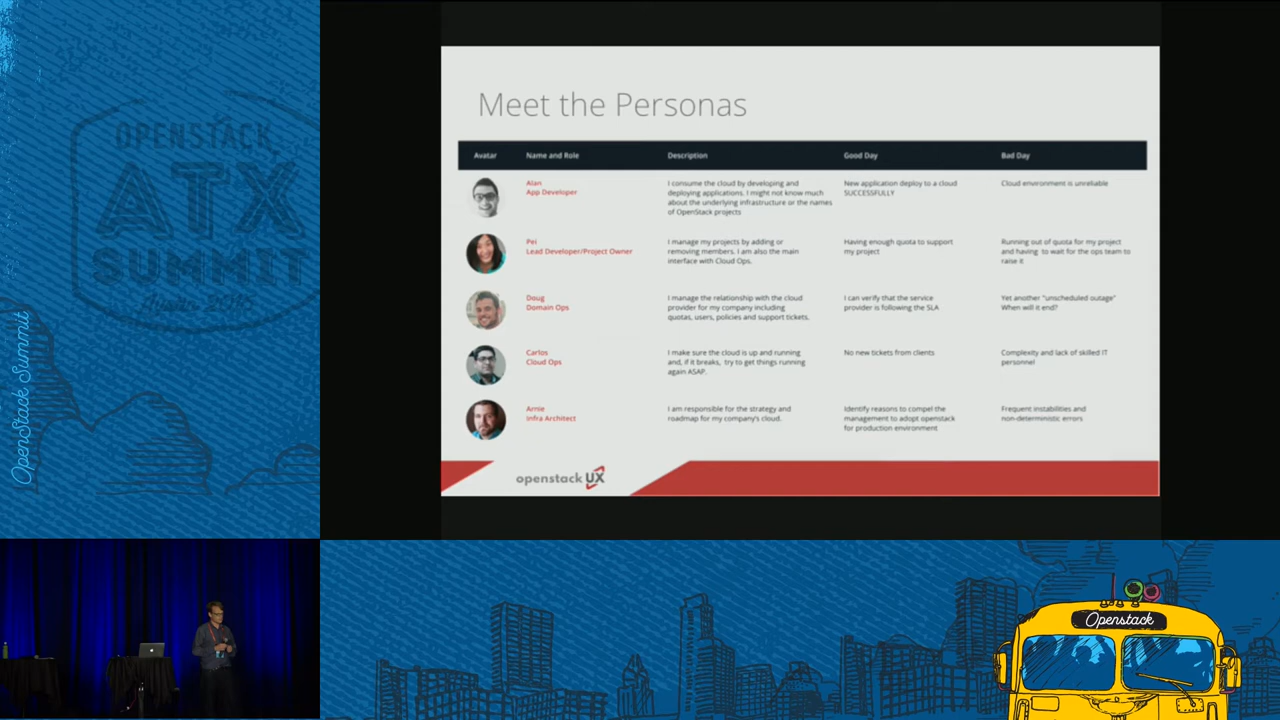 OPENSTACK
ATX
SUMMIT
OpenStack Summit
Meet the Personas
Avatar Name and Role Description Good Day Bad Day
Alan
App Developer
I consume the cloud by developing and
deploying applications. I might not know much
about the underlying infrastructure or the names
of OpenStack projects
New application deploy to a cloud
SUCCESSFULLY
Cloud environment is unreliable
Pei
Lead Developer/Project Owner
I manage my projects by adding or
removing members. I am also the main
interface with Cloud Ops.
Having enough quota to support
my project
Running out of quota for my project
and having to wait for the ops team to
raise it
Doug
Domain Ops
I manage the relationship with the cloud
provider for my company including
quotas, users, policies and support tickets.
I can verify that the service
provider is following the SLA
Yet another "unscheduled outage"
When will it end?
Carlos
Cloud Ops
I make sure the cloud is up and running
and, if it breaks, try to get things running
again ASAP.
No new tickets from clients
Complexity and lack of skilled IT
personnel
Arnie
Infra Architect
I am responsible for the strategy and
roadmap for my company's cloud.
Identify reasons to compel the
management to adopt openstack
for production environment
Frequent instabilities and
non-deterministic errors
openstack UX
Openstack